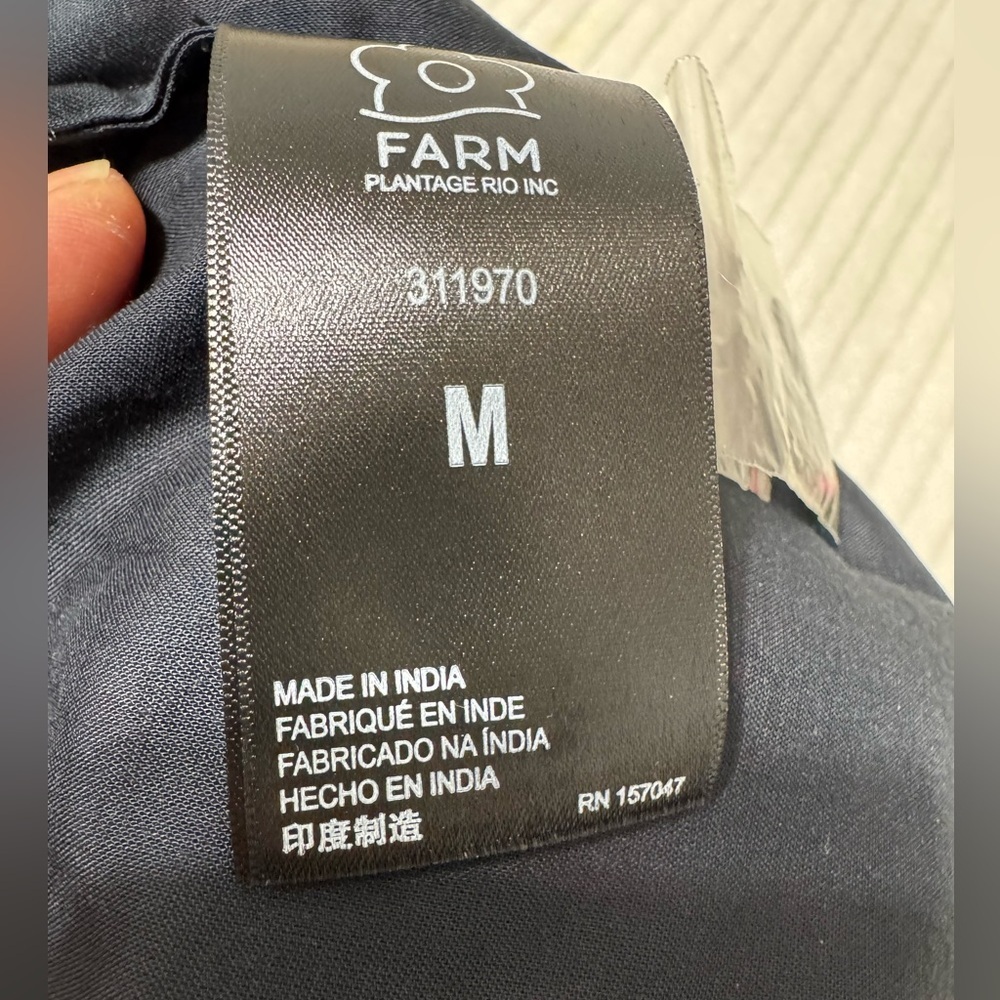 FARM
PLANTAGE RIO INC
311970
M
MADE IN INDIA
FABRIQUÉ EN INDE
FABRICADO NA ÍNDIA
HECHO EN INDIA
印度制造
RN 157047